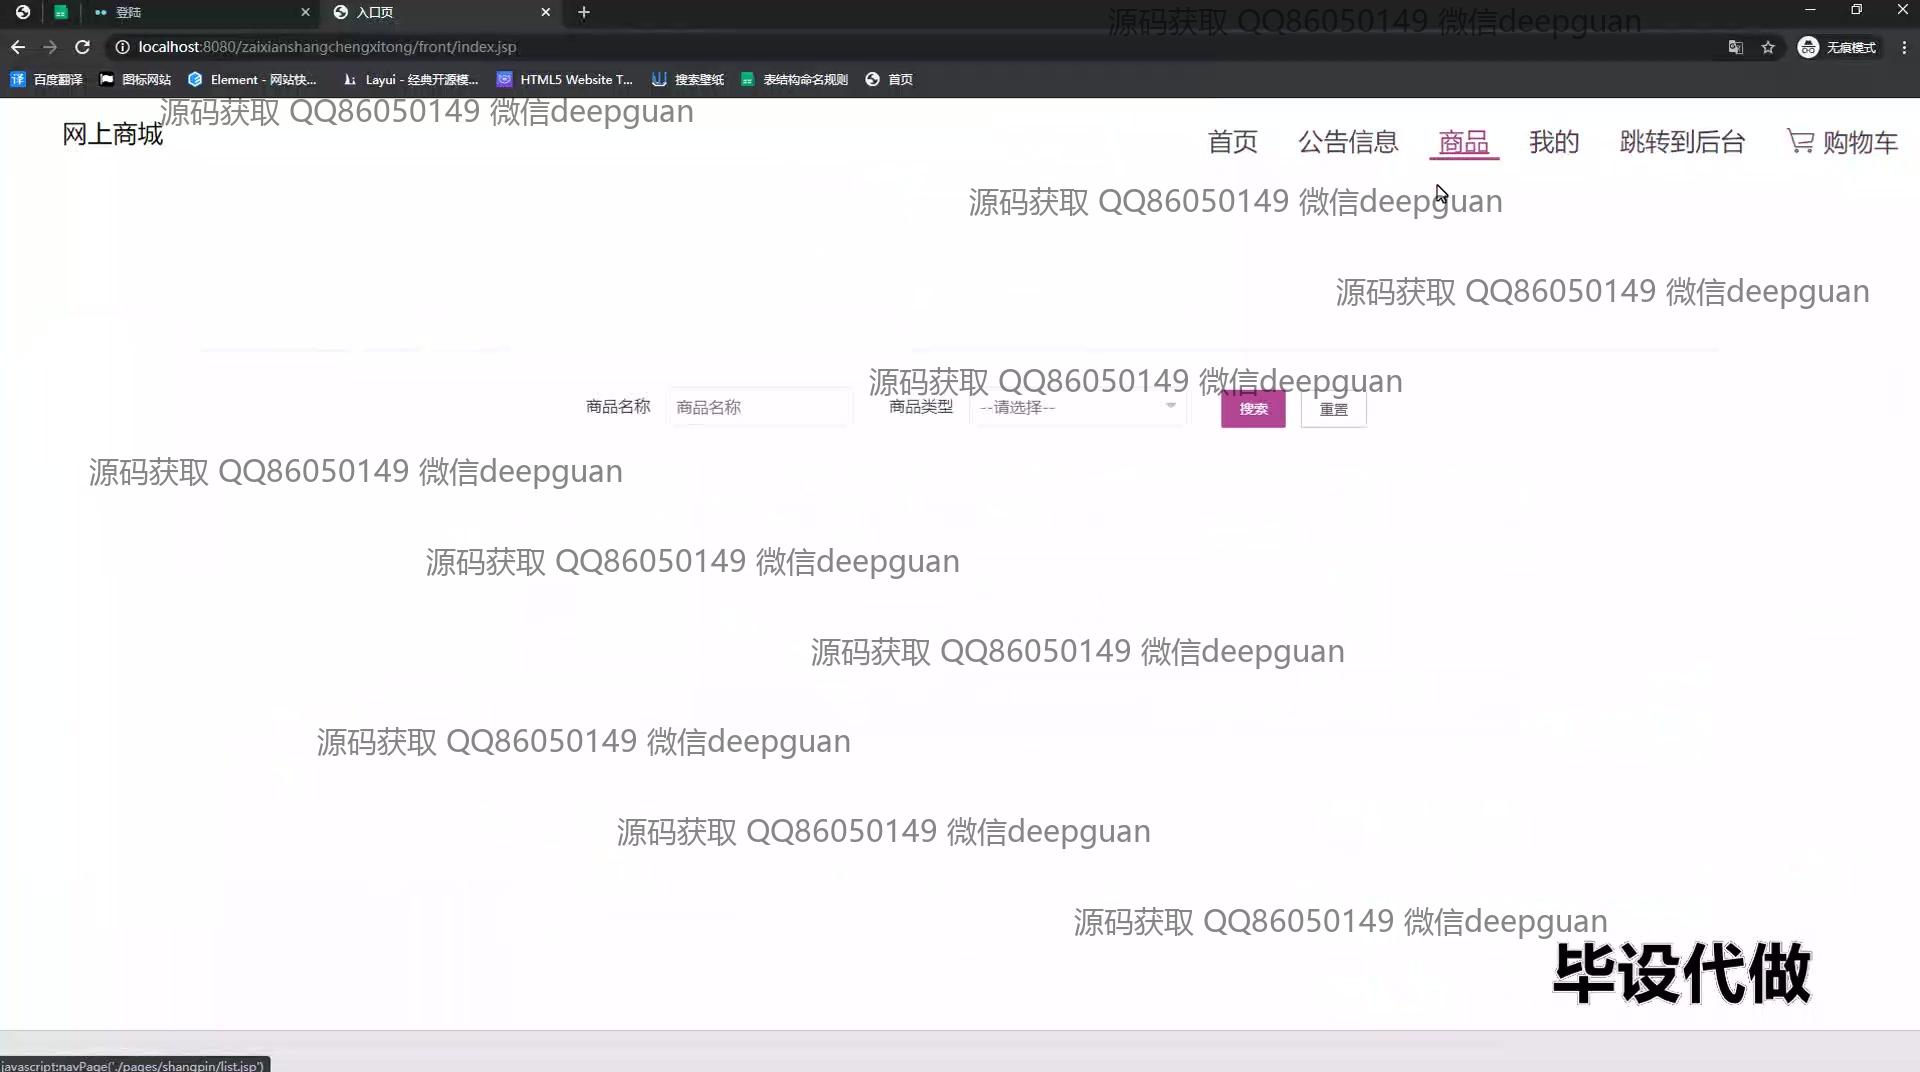 登陆
入口页
源码获取 QQ86050149 微信deepguan
localhost:8080/zaixianshangchengxitong/front/index.jsp
无痕模式
百度翻译 图标网站 Element - 网站快... Layui - 经典开源模... HTML5 Website T... 搜索壁纸 表结构命名规则 首页
源码获取 QQ86050149 微信deepguan
网上商城
首页 公告信息 商品 我的 跳转到后台 购物车
源码获取 QQ86050149 微信deepguan
源码获取 QQ86050149 微信deepguan
源码获取 QQ86050149 微信deepguan
商品名称 商品名称 商品类型 --请选择-- 搜索 重置
源码获取 QQ86050149 微信deepguan
源码获取 QQ86050149 微信deepguan
源码获取 QQ86050149 微信deepguan
源码获取 QQ86050149 微信deepguan
源码获取 QQ86050149 微信deepguan
源码获取 QQ86050149 微信deepguan
毕设代做
javascript:navPage('./pages/shangpin/list.jsp')